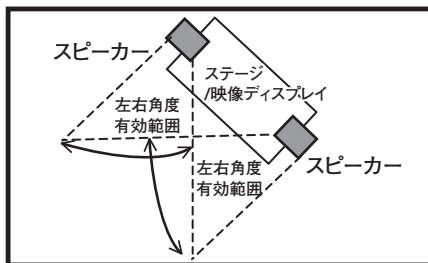 スピーカー
ステージ
/映像ディスプレイ
左右角度
有効範囲
スピーカー
左右角度
有効範囲